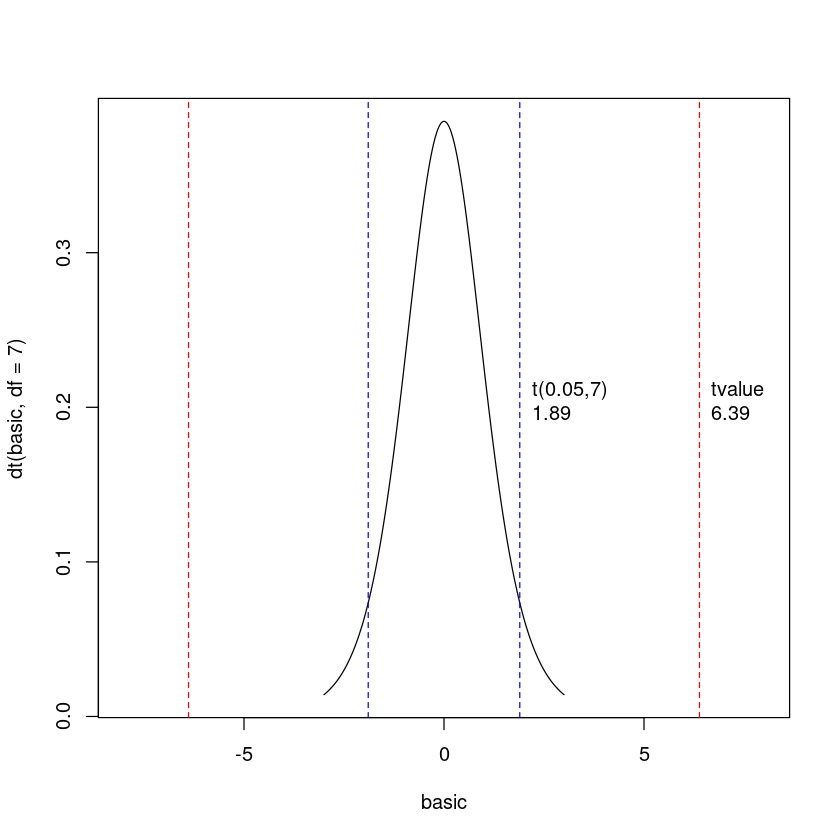 dt(basic, df = 7)
0.3
0.2
0.1
0.0
t(0.05,7)
1.89
tvalue
6.39
-5
0
5
basic